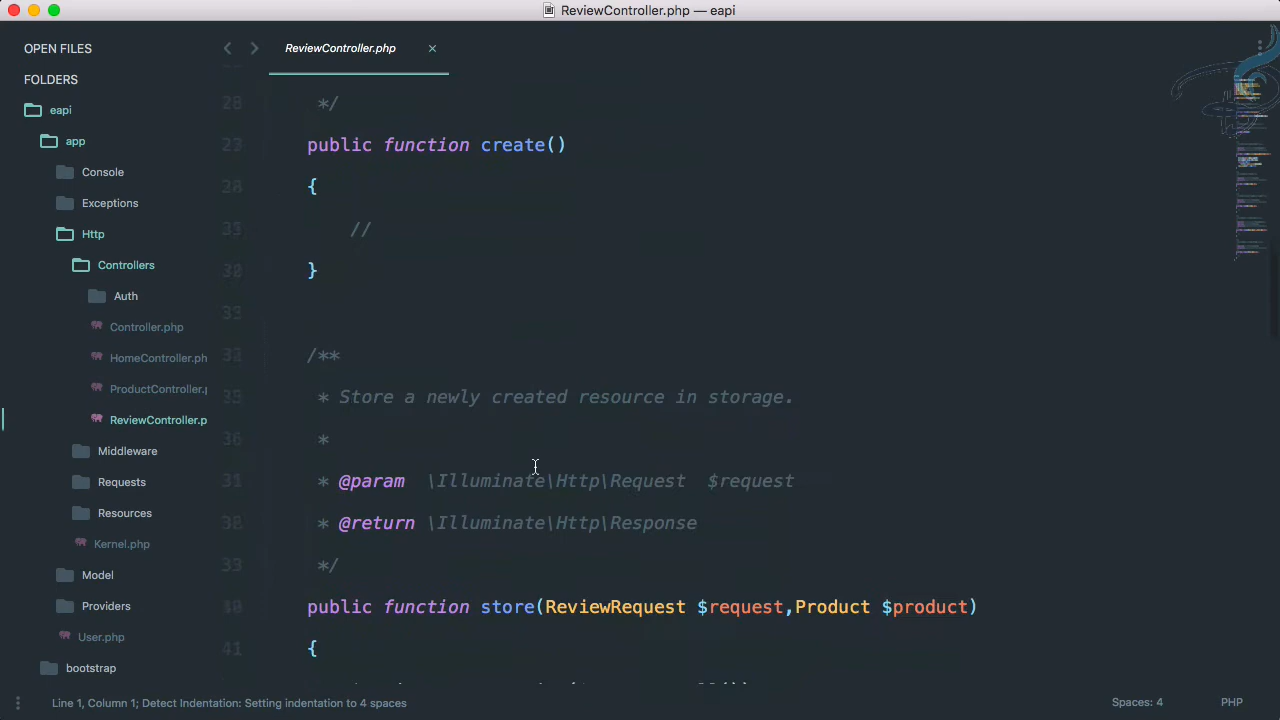 ReviewController.php — eapi
OPEN FILES
FOLDERS
eapi
app
Console
Exceptions
Http
Controllers
Auth
Controller.php
HomeController.ph
ProductController.p
ReviewController.p
Middleware
Requests
Resources
Kernel.php
Model
Providers
User.php
bootstrap
ReviewController.php ×
*/
public function create()
{
//
}
33
/**
* Store a newly created resource in storage.
36 *
* @param \Illuminate\Http\Request $request
* @return \Illuminate\Http\Response
*/
public function store(ReviewRequest $request,Product $product)
41 {
Line 1, Column 1; Detect Indentation: Setting indentation to 4 spaces
Spaces: 4
PHP